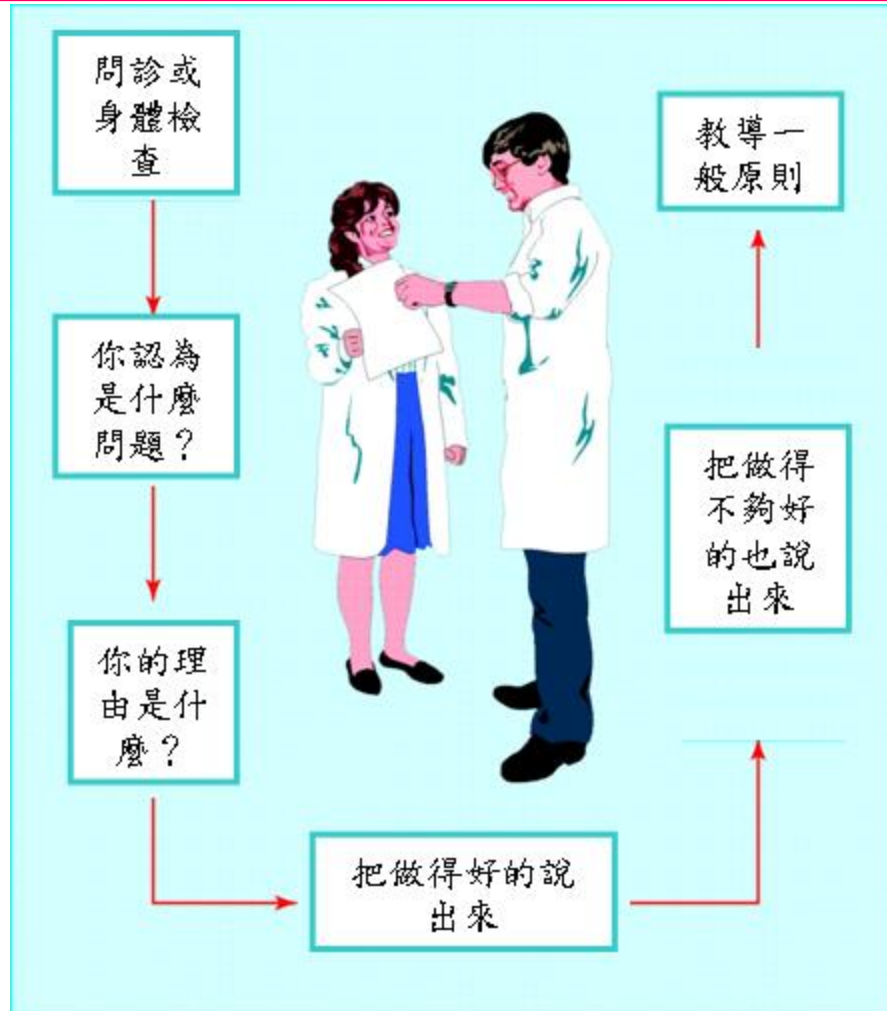 問診或
身體檢
查
你認為
是什麼
問題？
你的理
由是什
麼？
把做得好的說
出來
把做得
不夠好
的也說
出來
教導一
般原則